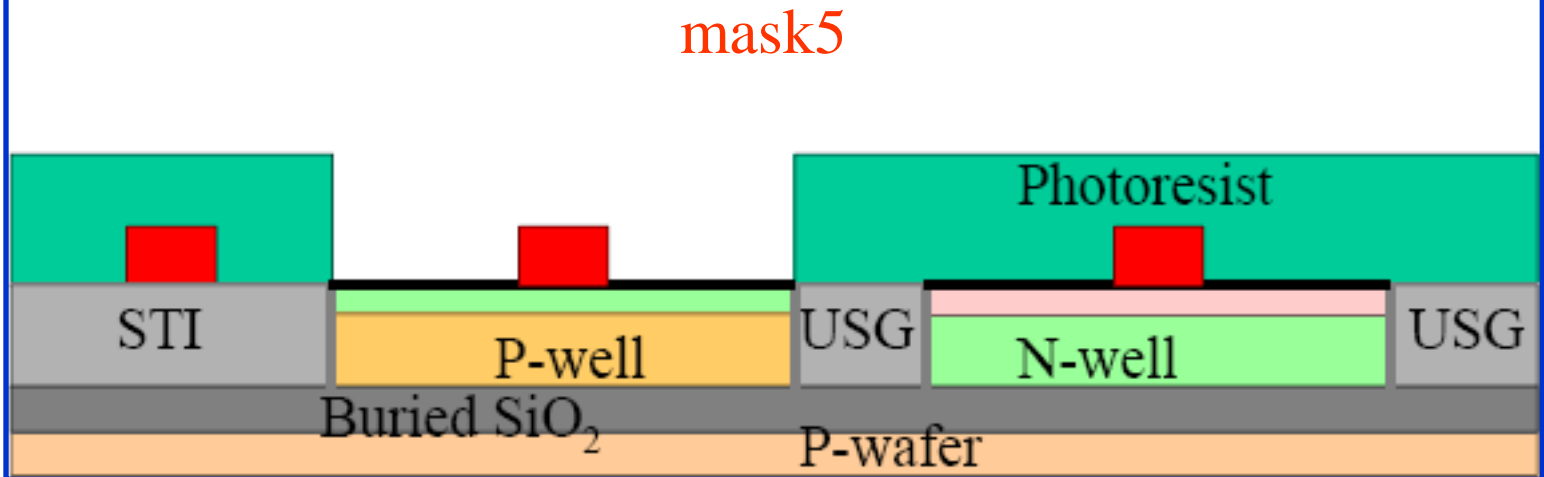 mask5
Photoresist
STI
P-well
USG
N-well
USG
Buried SiO₂
P-wafer